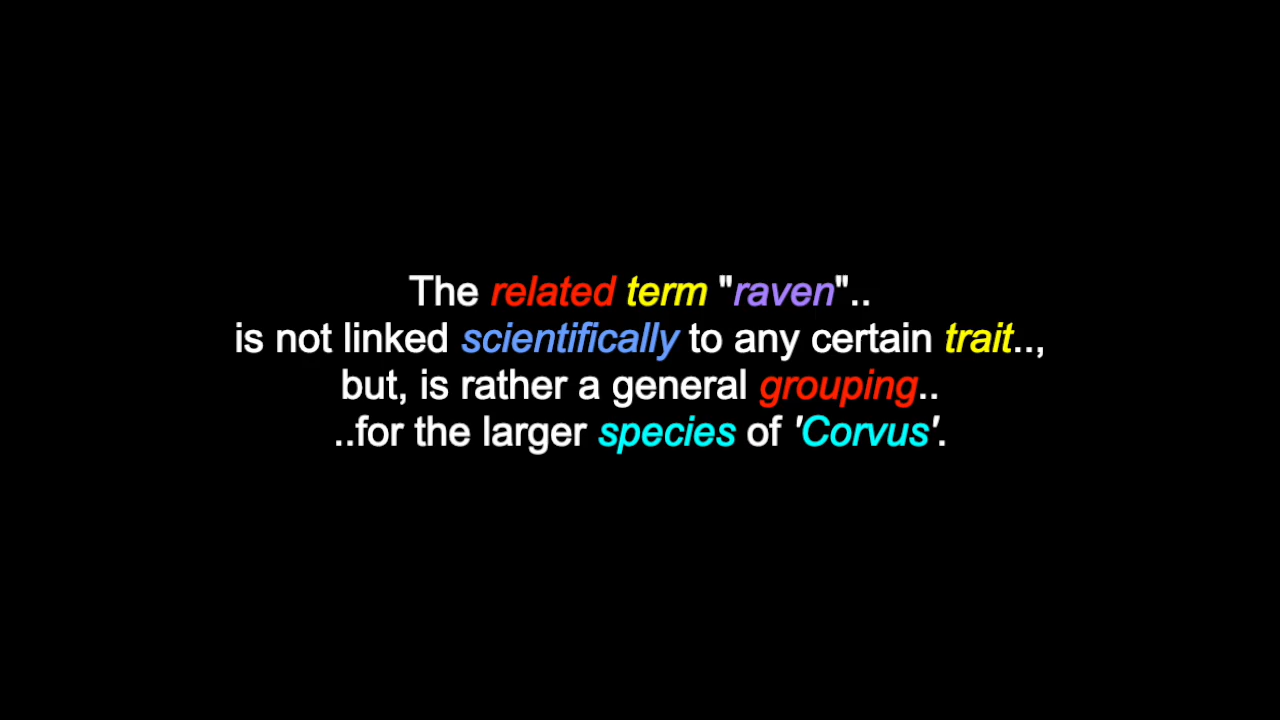 The related term "raven"..
is not linked scientifically to any certain trait..,
but, is rather a general grouping..
..for the larger species of 'Corvus'.